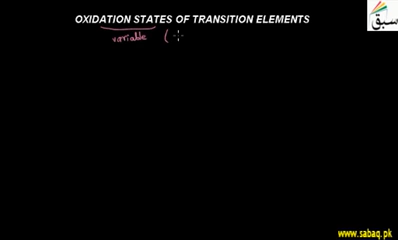 OXIDATION STATES OF TRANSITION ELEMENTS
variable (
سبق
www.sabaq.pk